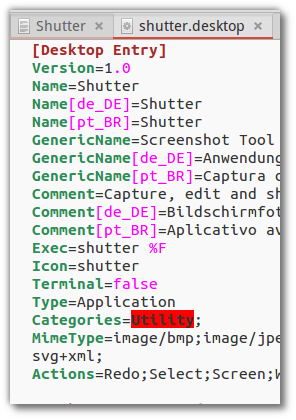 Shutter × shutter.desktop ×
[Desktop Entry]
Version=1.0
Name=Shutter
Name[de_DE]=Shutter
Name[pt_BR]=Shutter
GenericName=Screenshot Tool
GenericName[de_DE]=Anwendung
GenericName[pt_BR]=Captura
Comment=Capture, edit and
Comment[de_DE]=Bildschirmfot
Comment[pt_BR]=Aplicativo
Exec=shutter %F
Icon=shutter
Terminal=false
Type=Application
Categories=Utility;
MimeType=image/bmp;image/jpe
svg+xml;
Actions=Redo;Select;Screen;